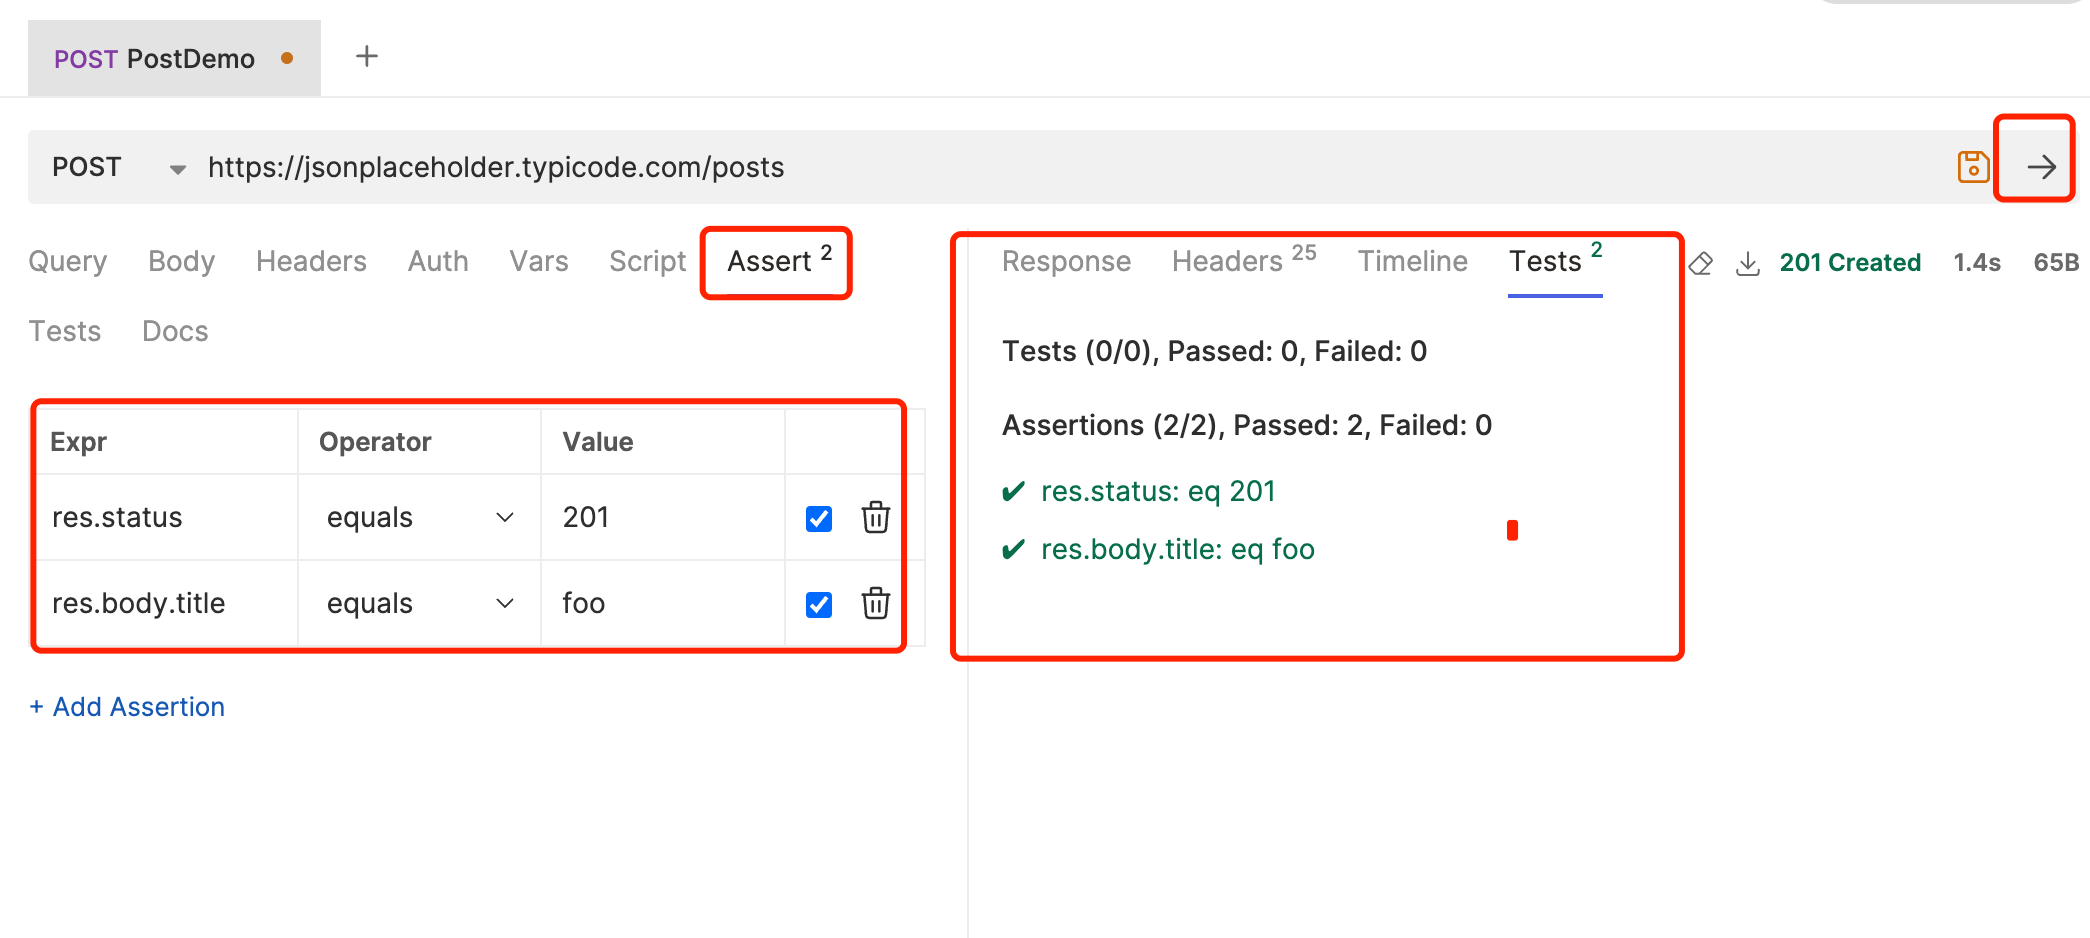 POST PostDemo
POST https://jsonplaceholder.typicode.com/posts
Query Body Headers Auth Vars Script Assert 2
Tests Docs
Expr Operator Value
res.status equals 201
res.body.title equals foo
+ Add Assertion
Response Headers 25 Timeline Tests 2 201 Created 1.4s 65B
Tests (0/0), Passed: 0, Failed: 0
Assertions (2/2), Passed: 2, Failed: 0
✔ res.status: eq 201
✔ res.body.title: eq foo